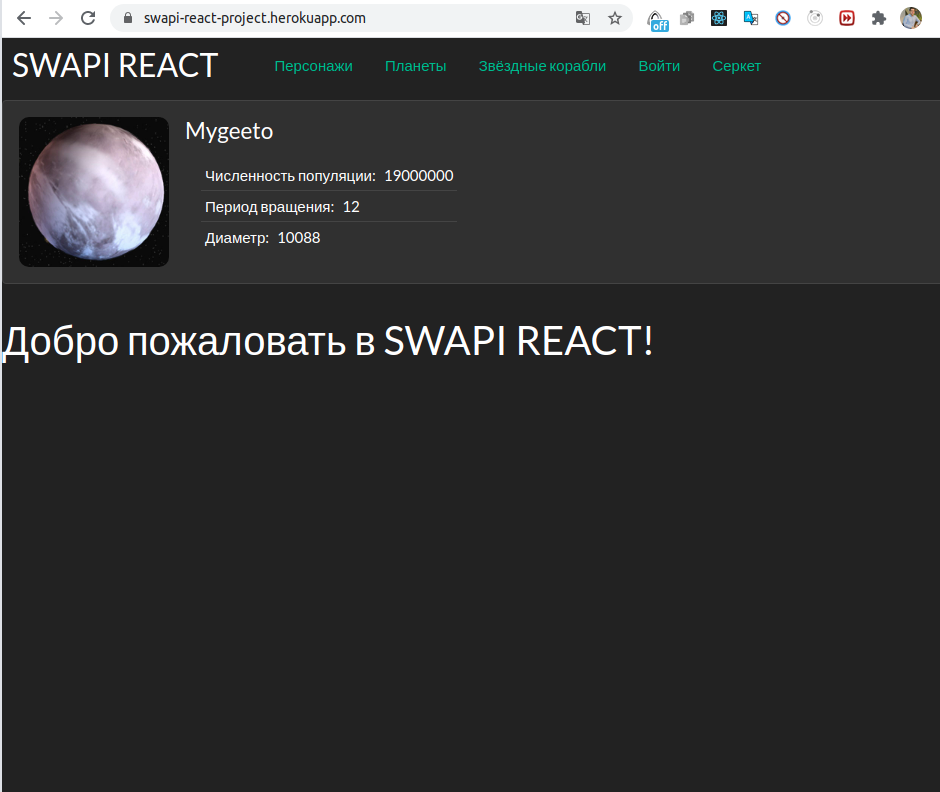 swapi-react-project.herokuapp.com
off
SWAPI REACT Персонажи Планеты Звёздные корабли Войти Серкет
Mygeeto
Численность популяции: 19000000
Период вращения: 12
Диаметр: 10088
Добро пожаловать в SWAPI REACT!